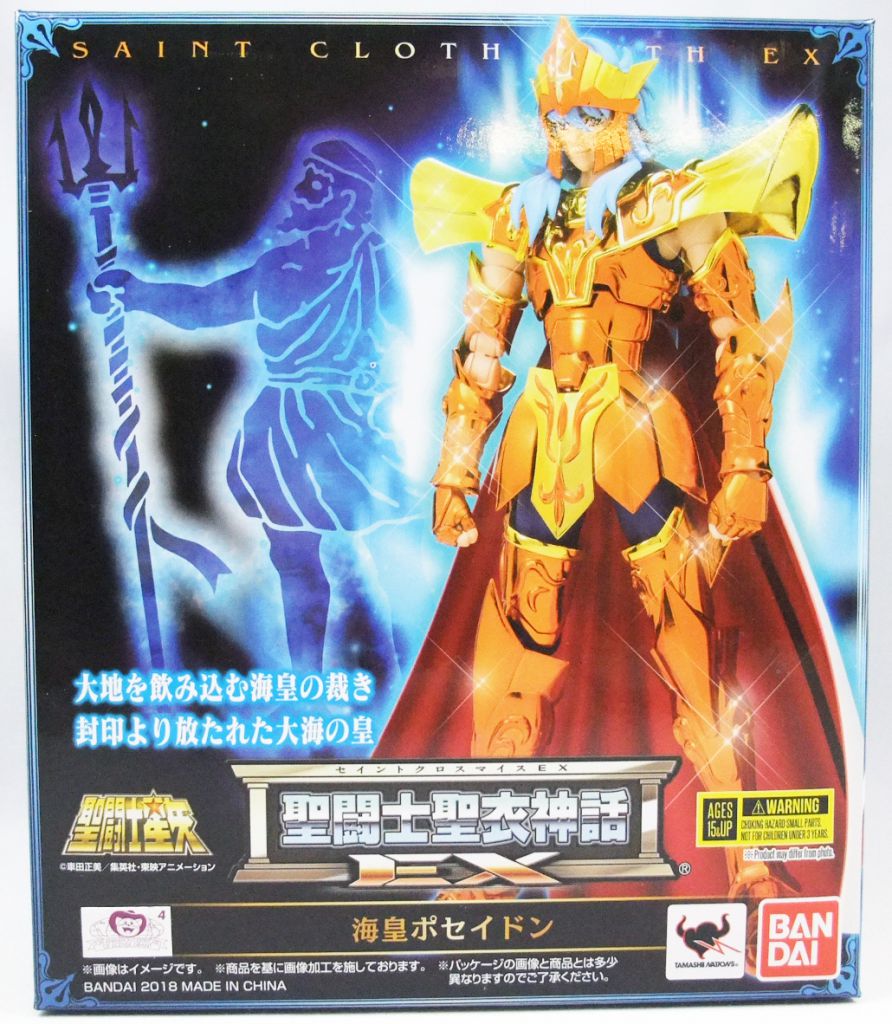 SAINT CLOTH TH EX
大地を飲み込む海皇の裁き
封印より放たれた大海の皇
セイントクロスマイスEX
聖闘士聖衣神話
EX
®
聖闘士星矢
©車田正美/集英社・東映アニメーション
AGES
15&UP
WARNING
CHOKING HAZARD-SMALL PARTS.
NOT FOR CHILDREN UNDER 3 YEARS.
※Product may differ from photo.
4
海皇ポセイドン
TAMASHII NATIONS
BAN
DAI
※画像はイメージです。 ※商品を基に画像加工を施しております。 ※パッケージの画像と商品とは多少
異なりますのでご了承ください。
BANDAI 2018 MADE IN CHINA